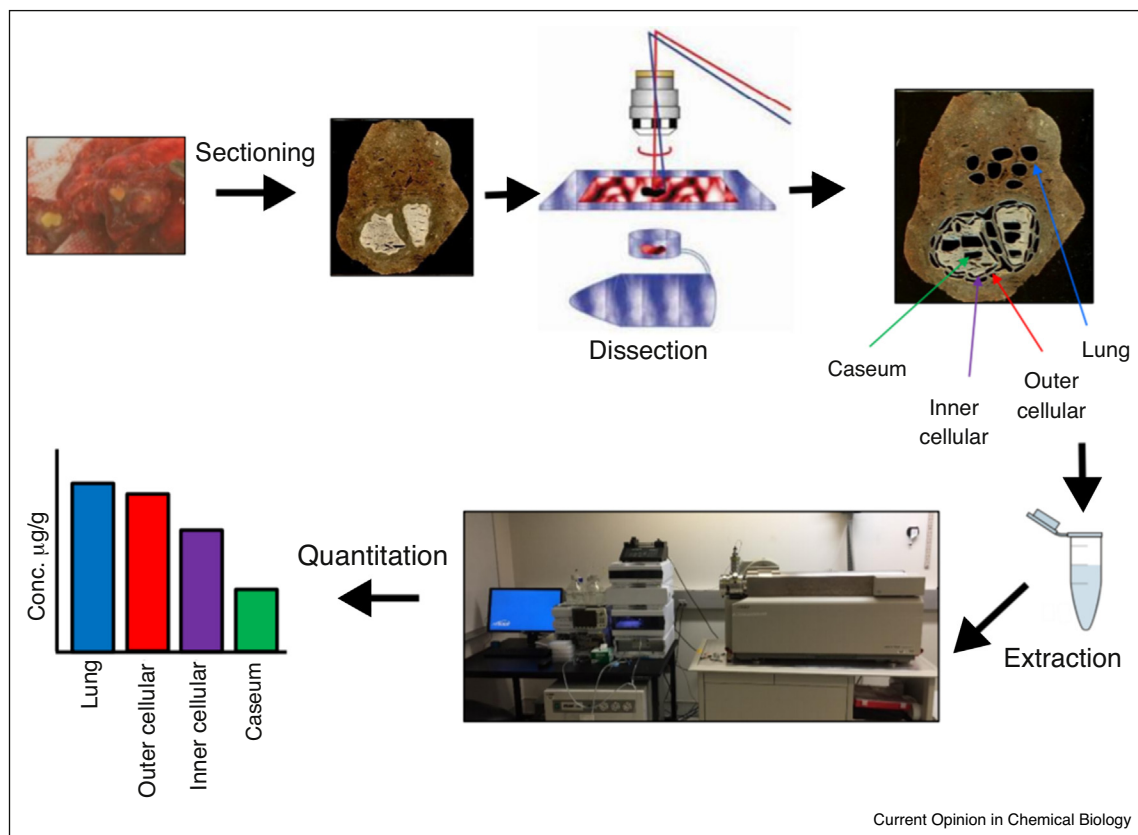 Sectioning
Dissection
Lung
Caseum
Outer
cellular
Inner
cellular
Extraction
Quantitation
Conc. μg/g
Lung
Outer cellular
Inner cellular
Caseum
Current Opinion in Chemical Biology